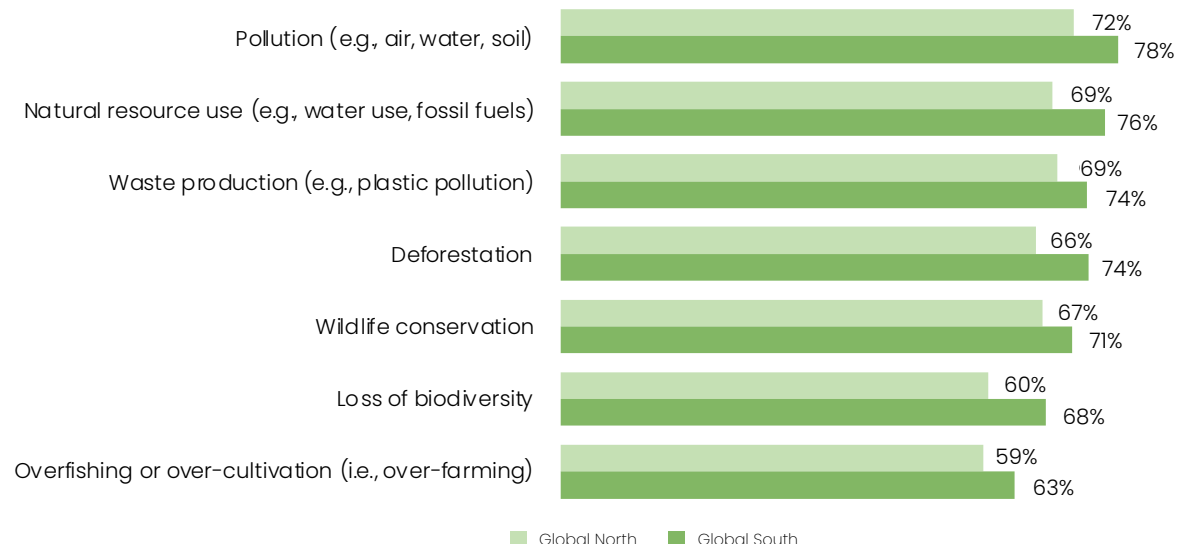 Pollution (e.g., air, water, soil)
72%
78%
Natural resource use (e.g., water use, fossil fuels)
69%
76%
Waste production (e.g., plastic pollution)
69%
74%
Deforestation
66%
74%
Wildlife conservation
67%
71%
Loss of biodiversity
60%
68%
Overfishing or over-cultivation (i.e., over-farming)
59%
63%
Global North Global South